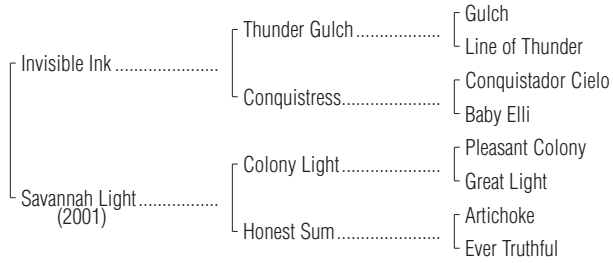 Gulch
Thunder Gulch
Line of Thunder
Invisible Ink
Conquistador Cielo
Conquistress
Baby Elli
Pleasant Colony
Colony Light
Great Light
Savannah Light
(2001)
Artichoke
Honest Sum
Ever Truthful